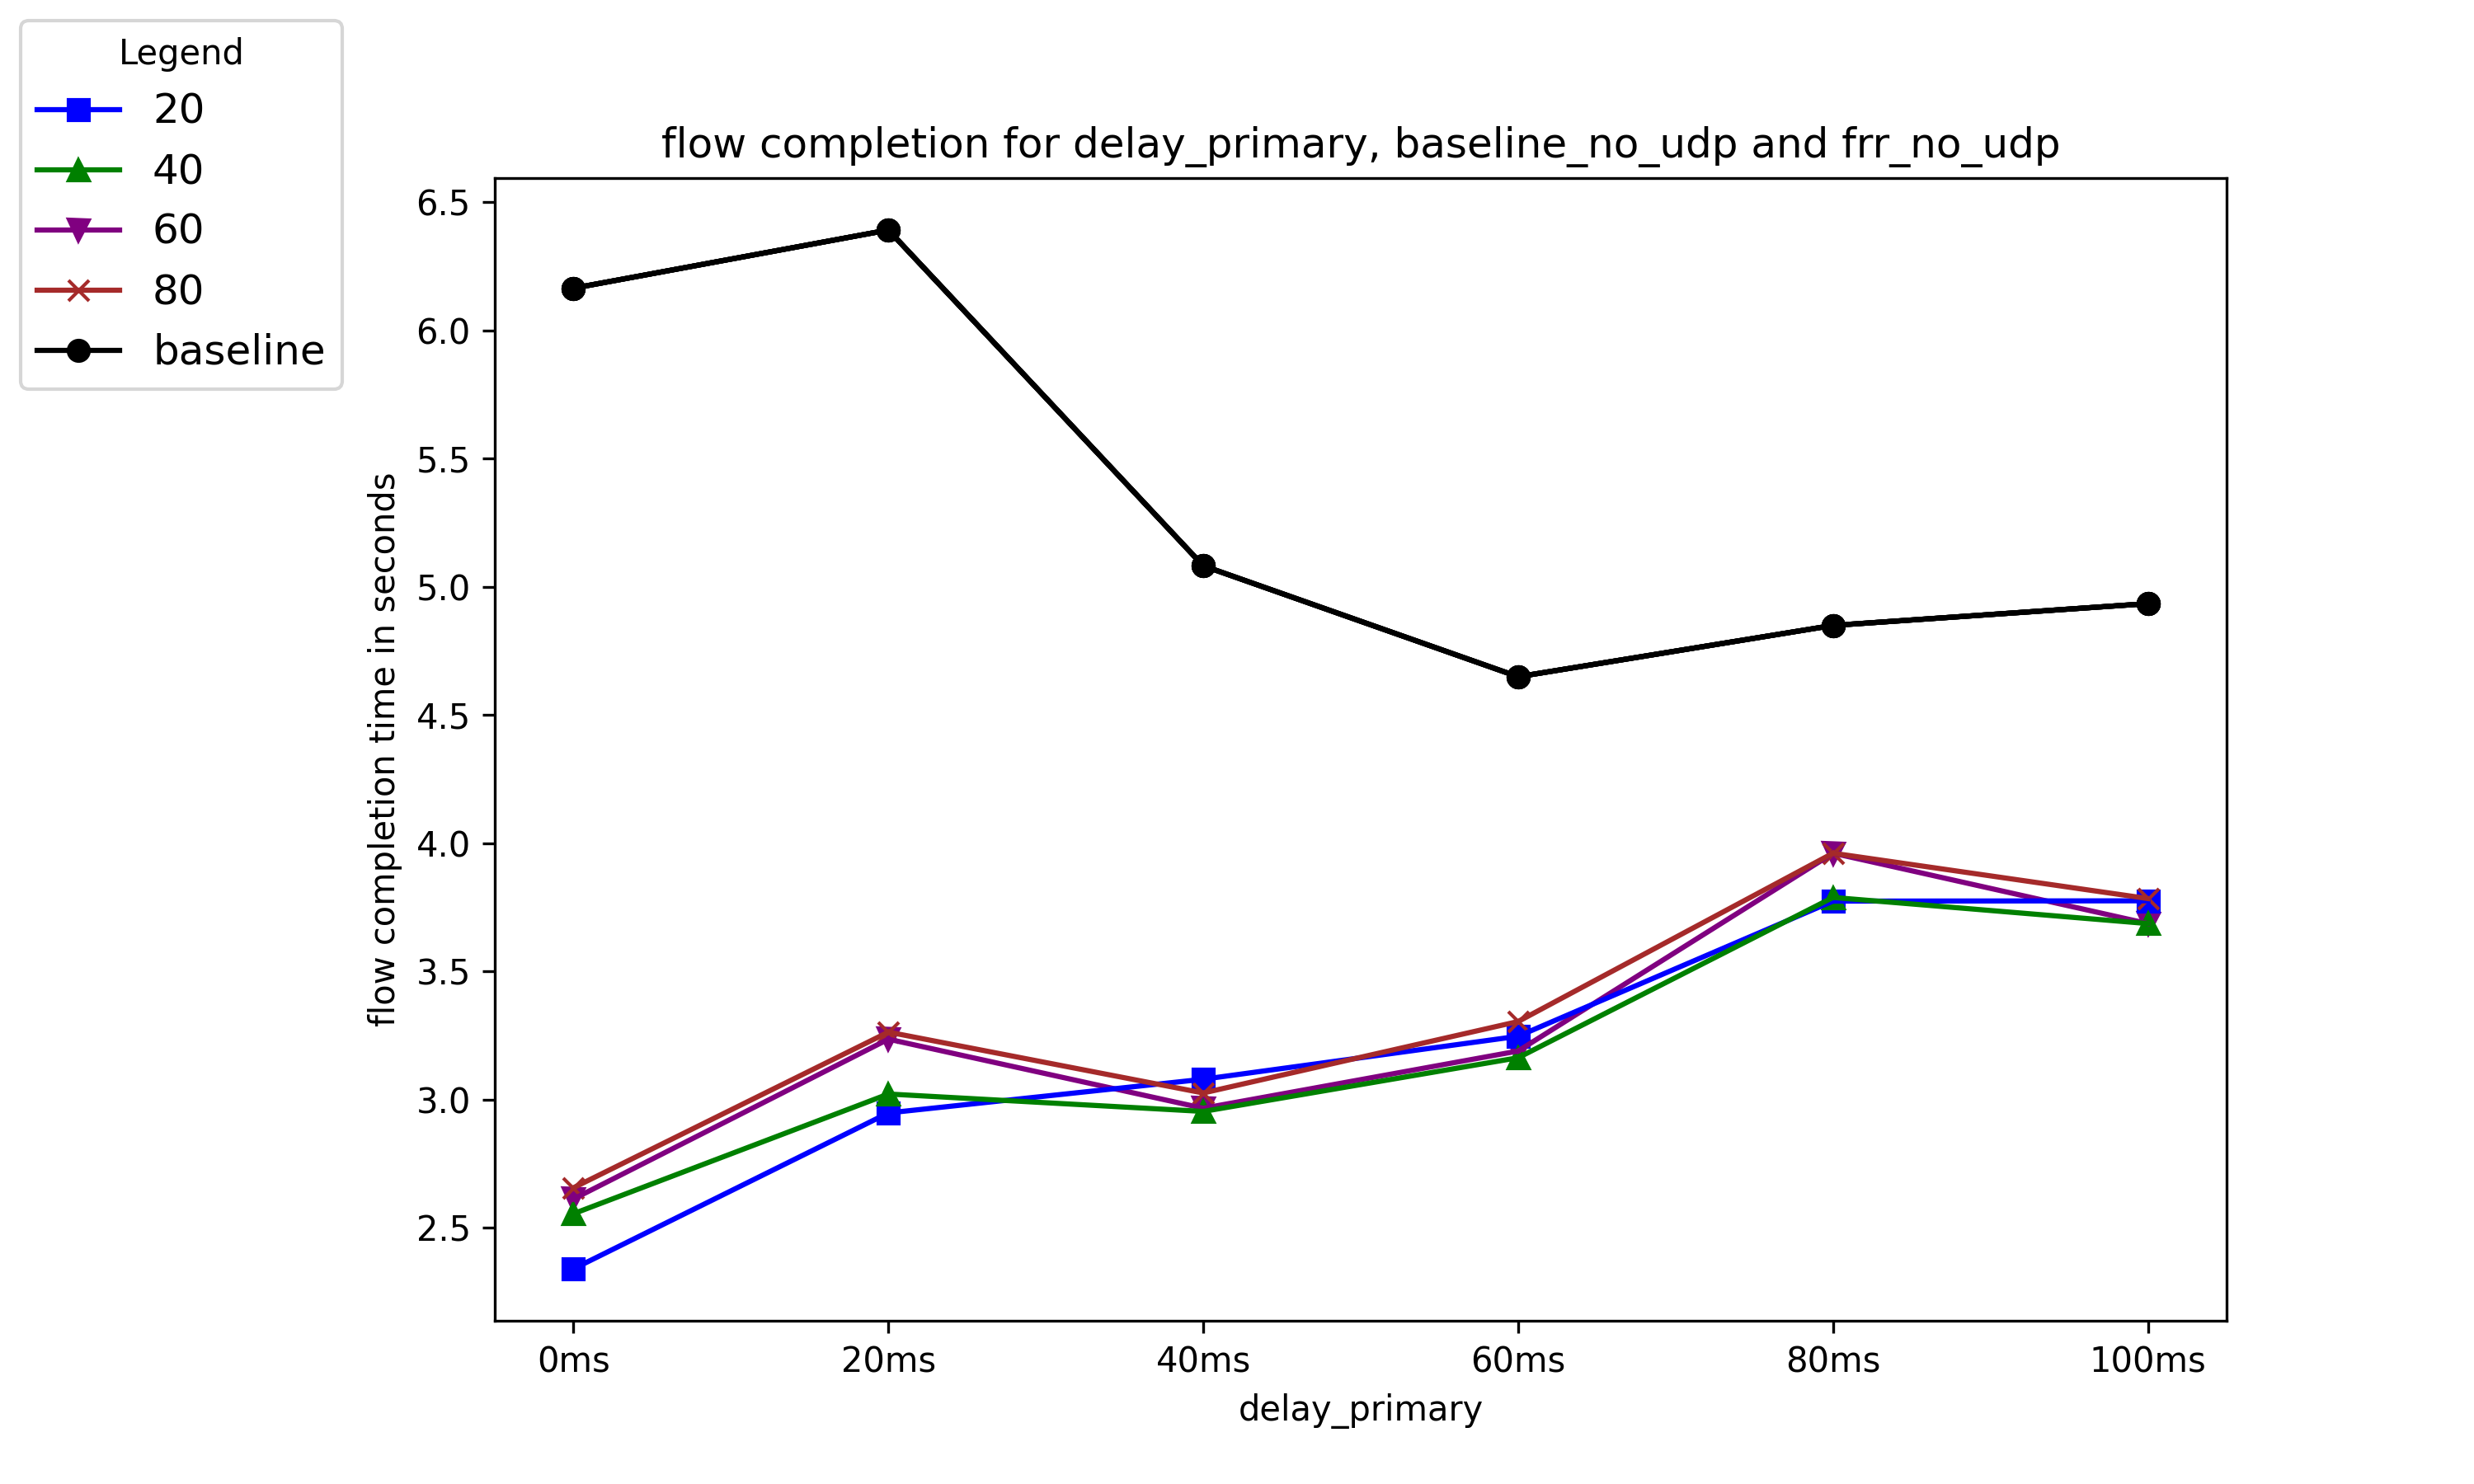 Legend
20
40
60
80
baseline
flow completion for delay_primary, baseline_no_udp and frr_no_udp
flow completion time in seconds
6.5
6.0
5.5
5.0
4.5
4.0
3.5
3.0
2.5
0ms 20ms 40ms 60ms 80ms 100ms
delay_primary